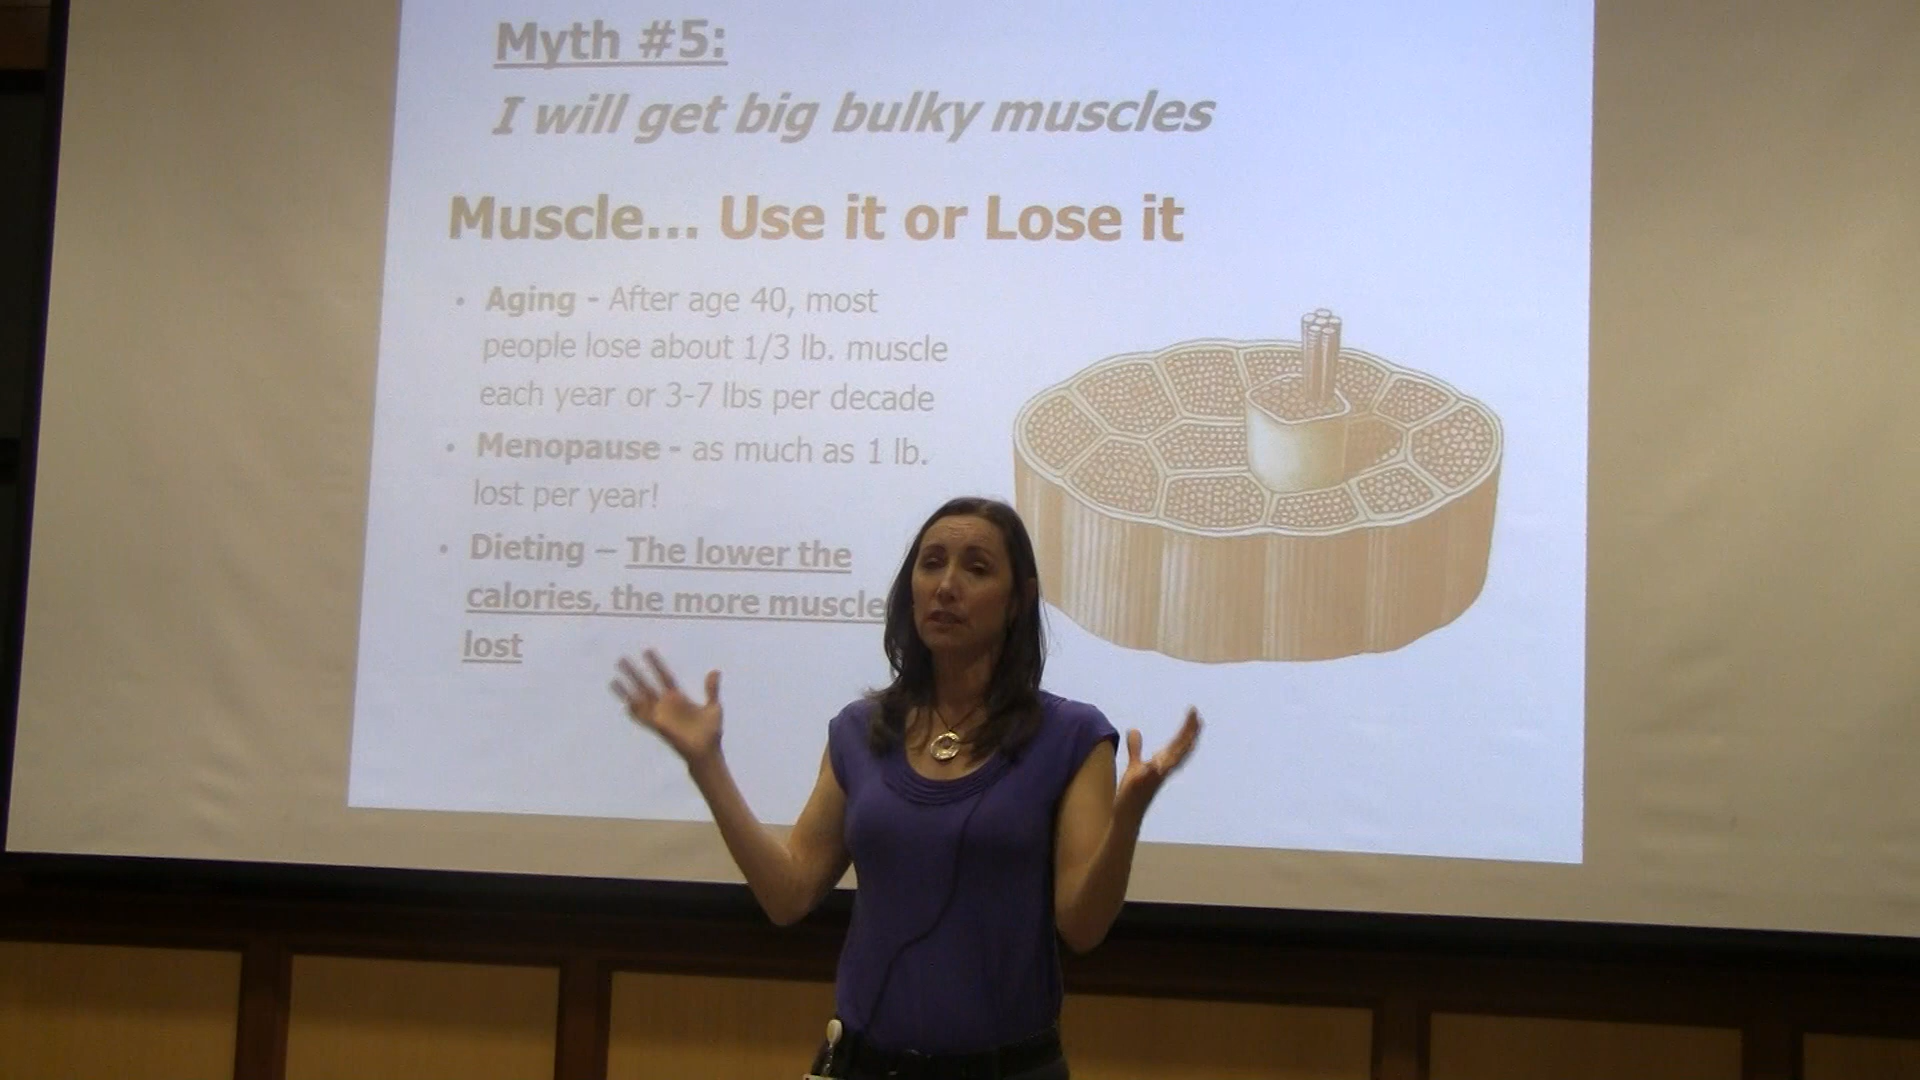 Myth #5:
I will get big bulky muscles
Muscle... Use it or Lose it
• Aging - After age 40, most
people lose about 1/3 lb. muscle
each year or 3-7 lbs per decade
• Menopause - as much as 1 lb.
lost per year!
• Dieting – The lower the
calories, the more muscle
lost